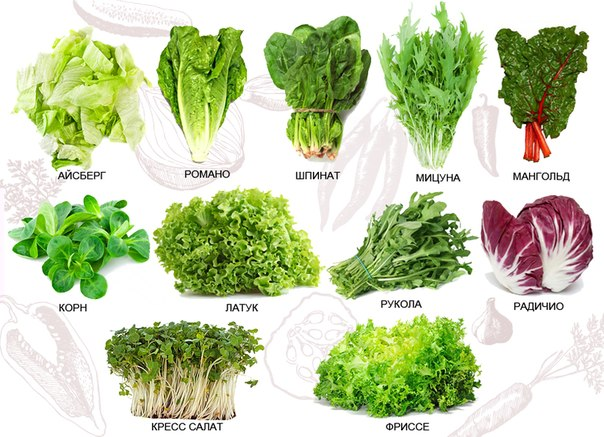 АЙСБЕРГ
РОМАНО
ШПИНАТ
МИЦУНА
МАНГОЛЬД
КОРН
ЛАТУК
РУКОЛА
РАДИЧИО
КРЕСС САЛАТ
ФРИССЕ